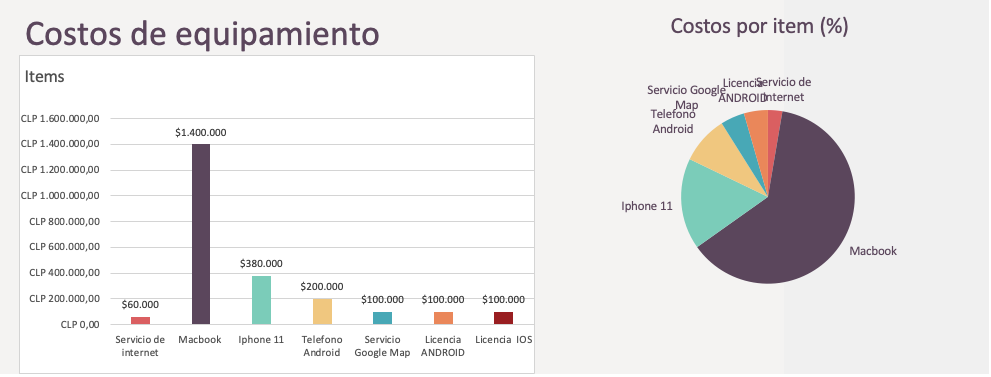 Costos de equipamiento
Items
CLP 1.600.000,00
CLP 1.400.000,00
CLP 1.200.000,00
CLP 1.000.000,00
CLP 800.000,00
CLP 600.000,00
CLP 400.000,00
CLP 200.000,00
CLP 0,00
$60.000
$1.400.000
$380.000
$200.000
$100.000
$100.000
$100.000
Servicio de
internet
Macbook
Iphone 11
Telefono
Android
Servicio
Google Map
Licencia
ANDROID
Licencia IOS
Costos por item (%)
Servicio Google
Map
Licencia
ANDROID
Servicio de
internet
Telefono
Android
Iphone 11
Macbook